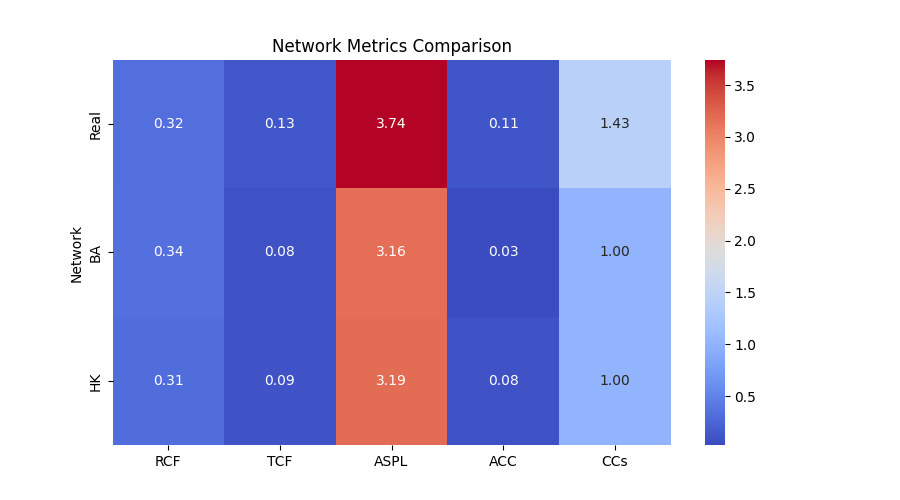 Network Metrics Comparison
Network
Real 0.32 0.13 3.74 0.11 1.43
BA 0.34 0.08 3.16 0.03 1.00
HK 0.31 0.09 3.19 0.08 1.00
RCF TCF ASPL ACC CCs
3.5
3.0
2.5
2.0
1.5
1.0
0.5